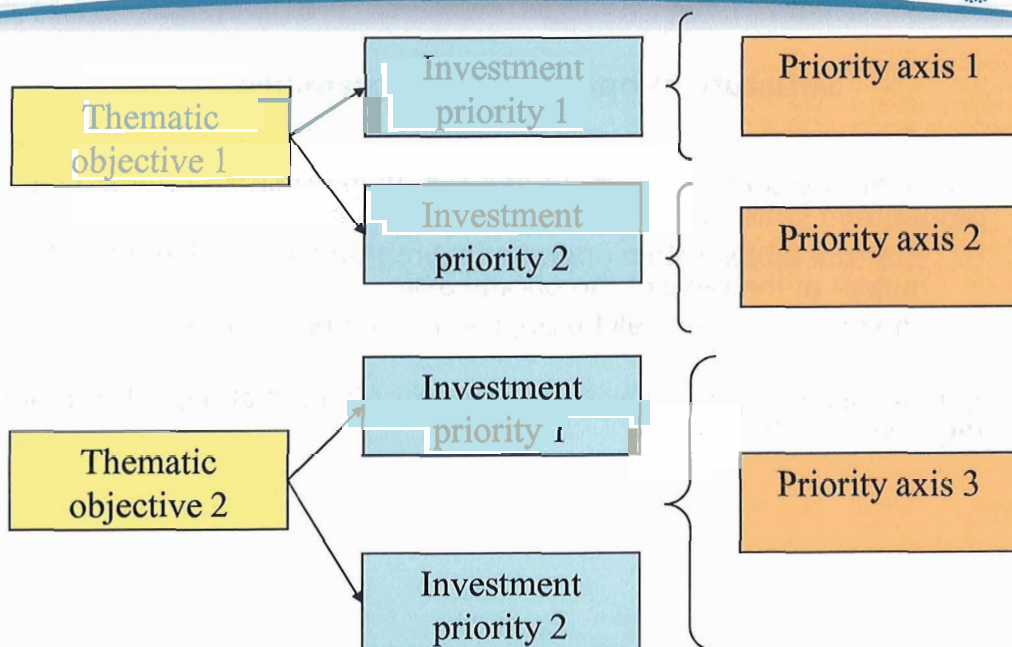 Thematic
objective 1
Investment
priority 1
Investment
priority 2
Priority axis 1
Priority axis 2
Thematic
objective 2
Investment
priority 1
Investment
priority 2
Priority axis 3